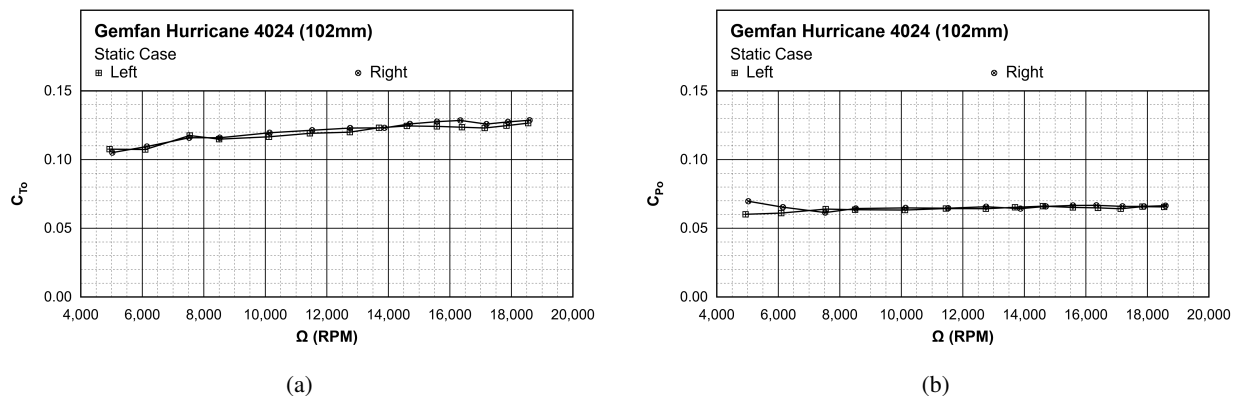 Gemfan Hurricane 4024 (102mm)
Static Case
Left Right
0.15
0.10
0.05
0.00
C_To
4,000 6,000 8,000 10,000 12,000 14,000 16,000 18,000 20,000
Ω (RPM)
(a)
Gemfan Hurricane 4024 (102mm)
Static Case
Left Right
0.15
0.10
0.05
0.00
C_Po
4,000 6,000 8,000 10,000 12,000 14,000 16,000 18,000 20,000
Ω (RPM)
(b)